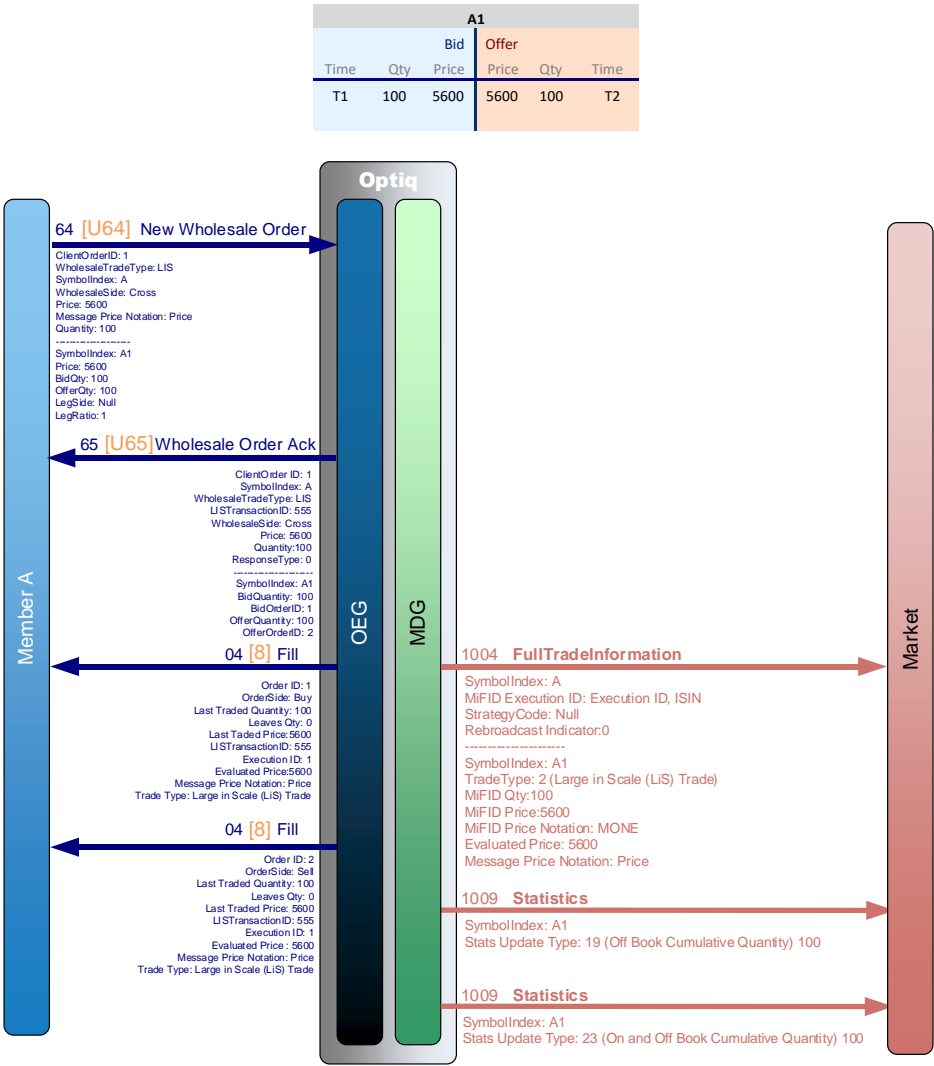 A1
Bid Offer
Time Qty Price Price Qty Time
T1 100 5600 5600 100 T2
Optiq
Member A
OEG
MDG
Market
64 [U64] New Wholesale Order
ClientOrderID: 1
WholesaleTradeType: LIS
SymbolIndex: A
WholesaleSide: Cross
Price: 5600
Message Price Notation: Price
Quantity: 100
----------------------
SymbolIndex: A1
Price: 5600
BidQty: 100
OfferQty: 100
LegSide: Null
LegRatio: 1
65 [U65] Wholesale Order Ack
ClientOrder ID: 1
SymbolIndex: A
WholesaleTradeType: LIS
LISTransactionID: 555
WholesaleSide: Cross
Price: 5600
Quantity:100
ResponseType: 0
----------------------
SymbolIndex: A1
BidQuantity: 100
BidOrderID: 1
OfferQuantity: 100
OfferOrderID: 2
04 [8] Fill
Order ID: 1
OrderSide: Buy
Last Traded Quantity: 100
Leaves Qty: 0
Last Taded Price:5600
LISTransactionID: 555
Execution ID: 1
Evaluated Price:5600
Message Price Notation: Price
Trade Type: Large in Scale (LiS) Trade
1004 FullTradeInformation
SymbolIndex: A
MiFID Execution ID: Execution ID, ISIN
StrategyCode: Null
Rebroadcast Indicator:0
----------------------
SymbolIndex: A1
TradeType: 2 (Large in Scale (LiS) Trade)
MiFID Qty:100
MiFID Price:5600
MiFID Price Notation: MONE
Evaluated Price: 5600
Message Price Notation: Price
04 [8] Fill
Order ID: 2
OrderSide: Sell
Last Traded Quantity: 100
Leaves Qty: 0
Last Traded Price: 5600
LISTransactionID: 555
Execution ID: 1
Evaluated Price : 5600
Message Price Notation: Price
Trade Type: Large in Scale (LiS) Trade
1009 Statistics
SymbolIndex: A1
Stats Update Type: 19 (Off Book Cumulative Quantity) 100
1009 Statistics
SymbolIndex: A1
Stats Update Type: 23 (On and Off Book Cumulative Quantity) 100